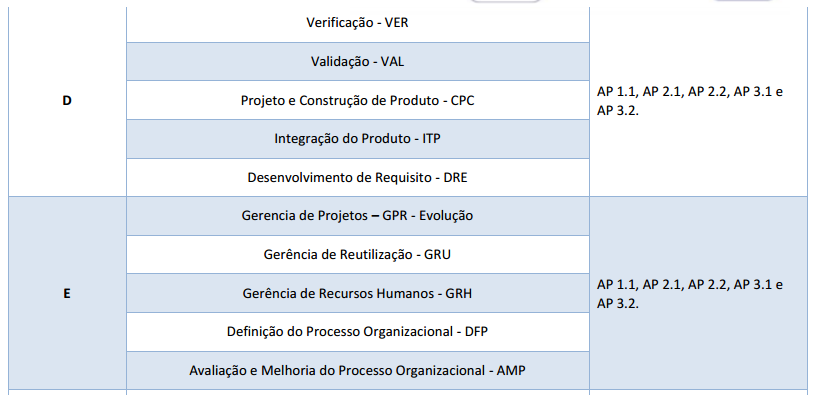 Verificação - VER
Validação - VAL
D
Projeto e Construção de Produto - CPC
AP 1.1, AP 2.1, AP 2.2, AP 3.1 e
AP 3.2.
Integração do Produto - ITP
Desenvolvimento de Requisito - DRE
Gerencia de Projetos – GPR - Evolução
Gerência de Reutilização - GRU
E
Gerência de Recursos Humanos - GRH
AP 1.1, AP 2.1, AP 2.2, AP 3.1 e
AP 3.2.
Definição do Processo Organizacional - DFP
Avaliação e Melhoria do Processo Organizacional - AMP